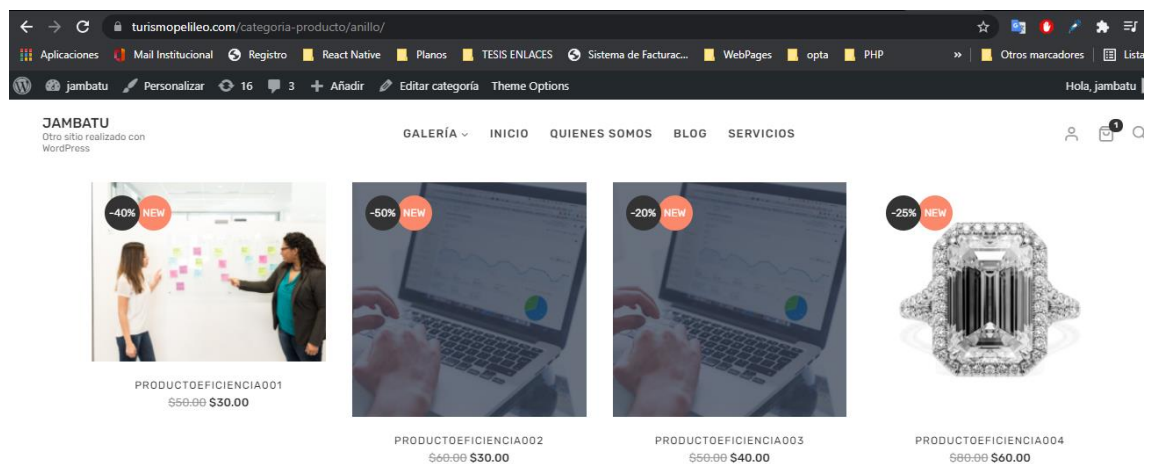 turismopelileo.com/categoria-producto/anillo/
Aplicaciones Mail Institucional Registro React Native Planos TESIS ENLACES Sistema de Facturac... WebPages opta PHP » Otros marcadores Lista
jambatu Personalizar 16 3 + Añadir Editar categoría Theme Options Hola, jambatu
JAMBATU
Otro sitio realizado con
WordPress
GALERÍA INICIO QUIENES SOMOS BLOG SERVICIOS
1
-40% NEW -50% NEW -20% NEW -25% NEW
PRODUCTOEFICIENCIA001
$50.00 $30.00
PRODUCTOEFICIENCIA002 PRODUCTOEFICIENCIA003 PRODUCTOEFICIENCIA004
$60.00 $30.00 $50.00 $40.00 $80.00 $60.00